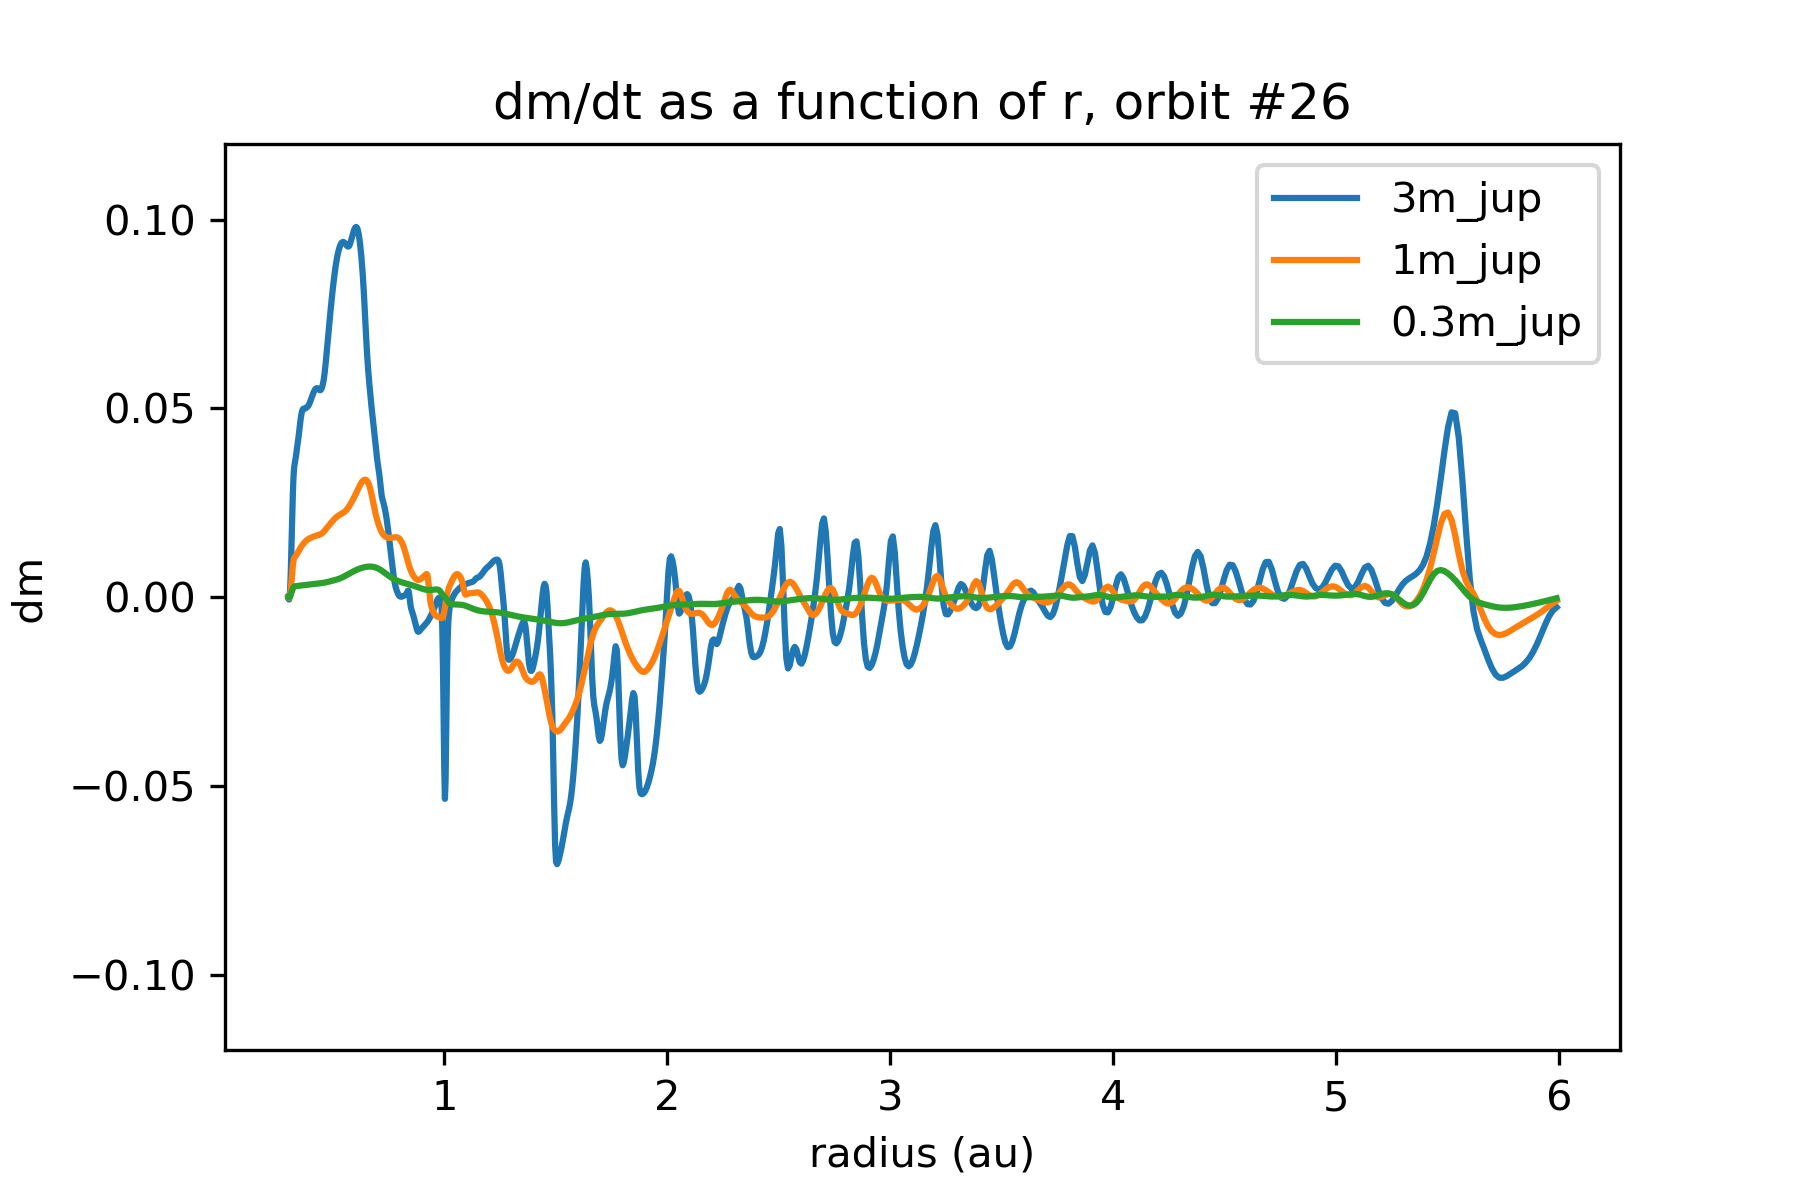 dm/dt as a function of r, orbit #26
3m_jup
1m_jup
0.3m_jup
0.10
0.05
0.00
−0.05
−0.10
dm
1 2 3 4 5 6
radius (au)